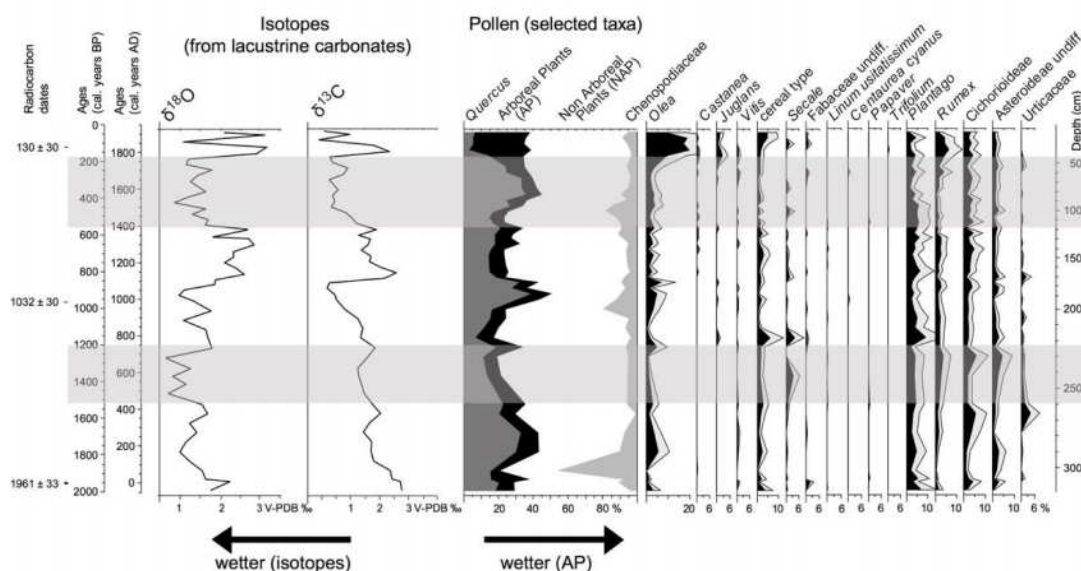 Isotopes
(from lacustrine carbonates)
Pollen (selected taxa)
Radiocarbon
dates
Ages
(cal. years BP)
Ages
(cal. years AD)
δ18O
δ13C
Quercus
Arboreal Plants
(AP)
Non Arboreal
Plants (NAP)
Chenopodiaceae
Olea
Castanea
Juglans
Vitis
cereal type
Secale
Fabaceae undiff.
Linum usitatissimum
Centaurea cyanus
Papaver
Trifolium
Plantago
Rumex
Cichorioideae
Asteroideae undiff.
Urticaceae
Depth (cm)
130 ± 30
1032 ± 30
1961 ± 33
0
200
400
600
800
1000
1200
1400
1600
1800
2000
1800
1600
1400
1200
1000
800
600
400
200
0
50
100
150
200
250
300
1 2 3 V-PDB ‰
1 2 3 V-PDB ‰
20 40 60 80 %
20 6 6 6 6 6 6 6 6 6 6 10 10 10 10 6 %
wetter (isotopes)
wetter (AP)